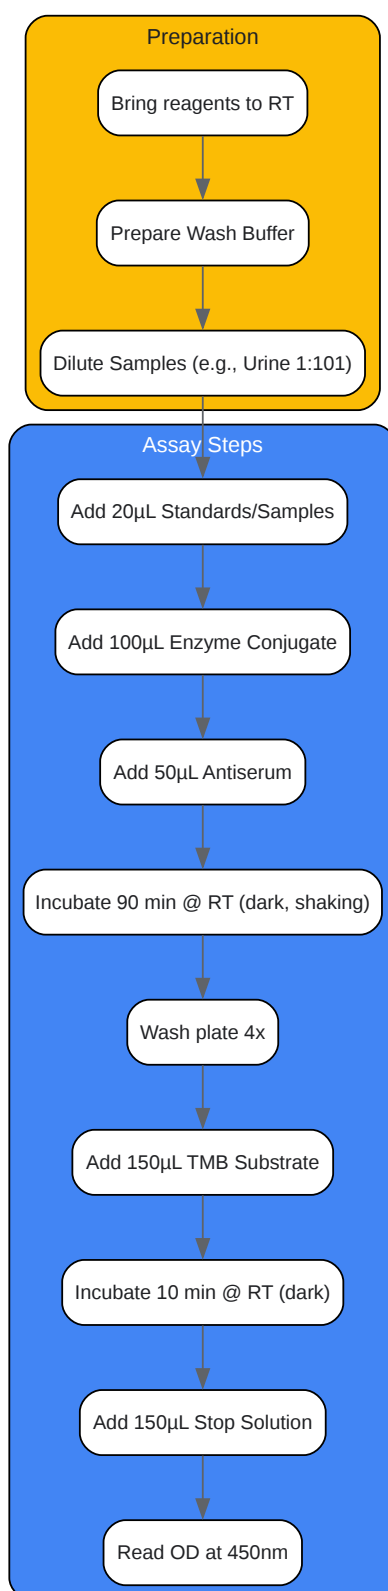 Preparation
Bring reagents to RT
Prepare Wash Buffer
Dilute Samples (e.g., Urine 1:101)
Assay Steps
Add 20µL Standards/Samples
Add 100µL Enzyme Conjugate
Add 50µL Antiserum
Incubate 90 min @ RT (dark, shaking)
Wash plate 4x
Add 150µL TMB Substrate
Incubate 10 min @ RT (dark)
Add 150µL Stop Solution
Read OD at 450nm